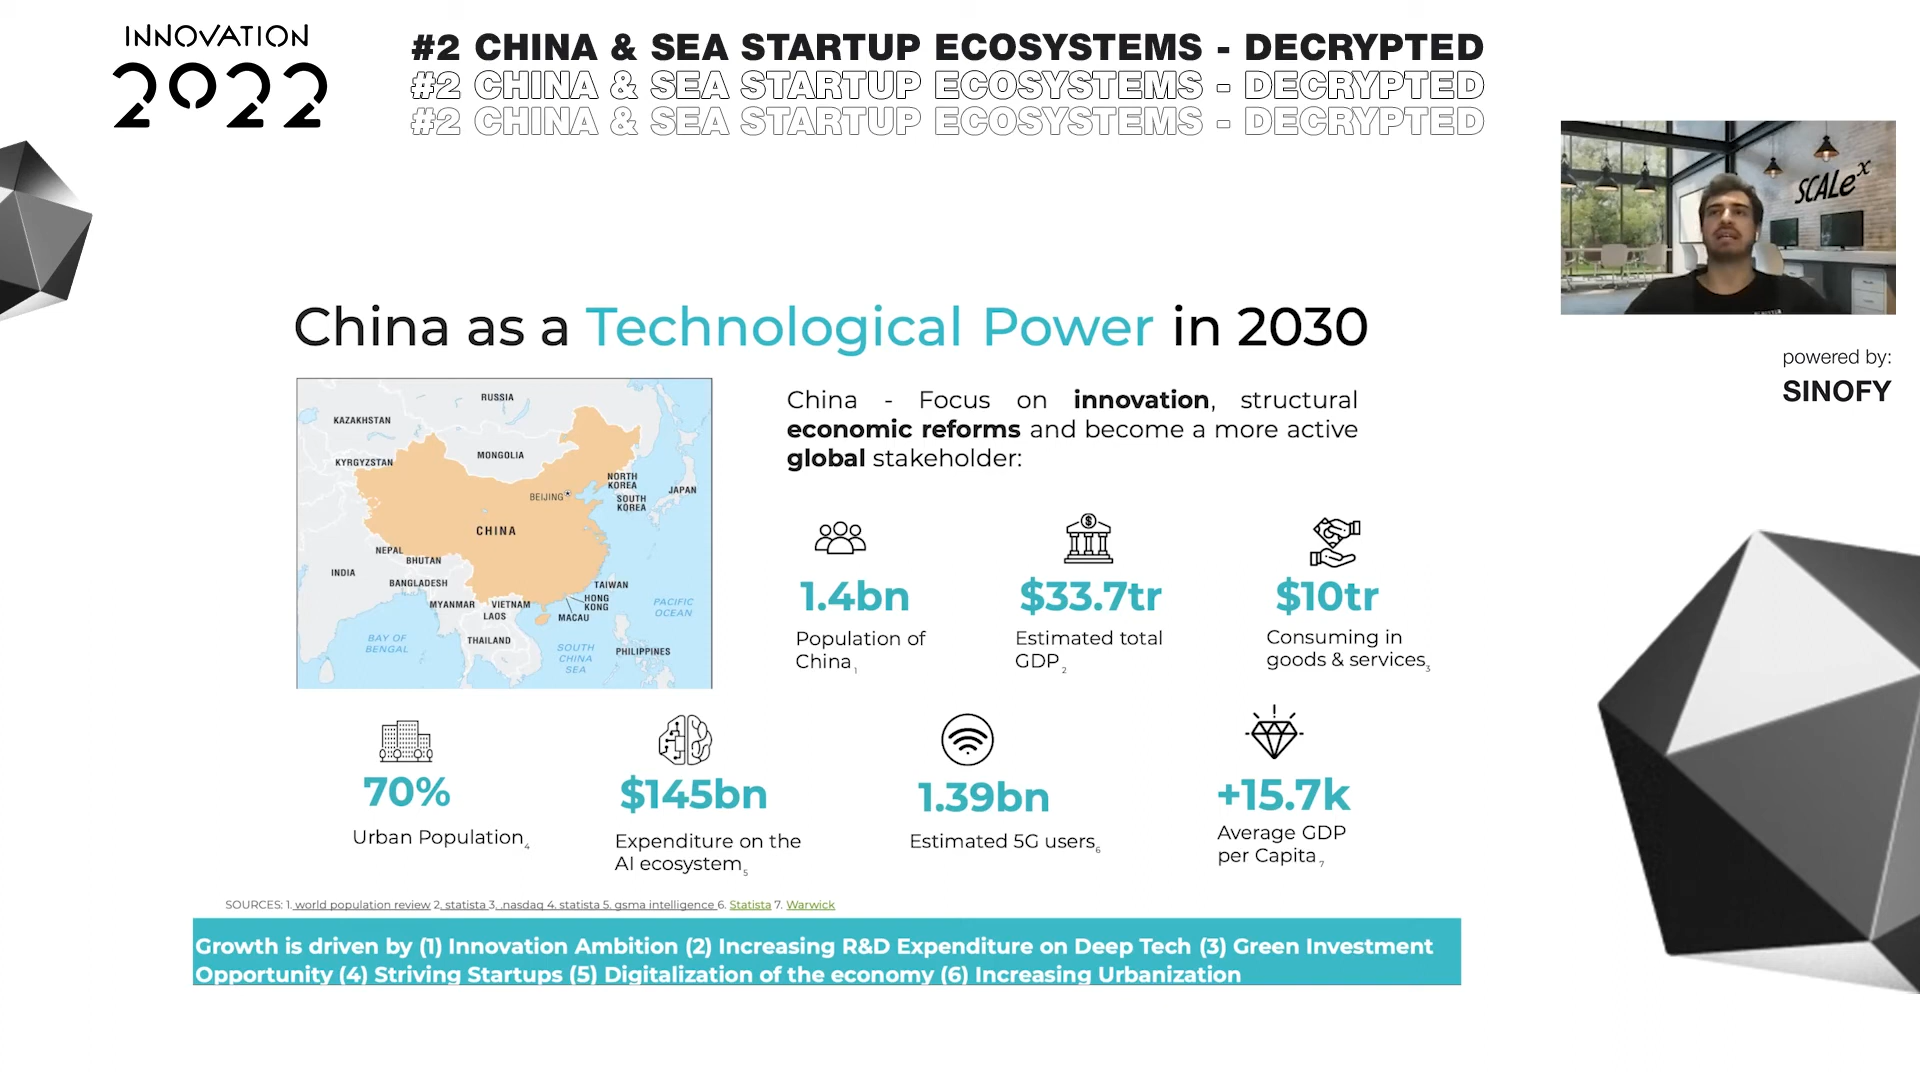 INNOVATION
2022
#2 CHINA & SEA STARTUP ECOSYSTEMS - DECRYPTED
#2 CHINA & SEA STARTUP ECOSYSTEMS - DECRYPTED
#2 CHINA & SEA STARTUP ECOSYSTEMS - DECRYPTED
SCALEx
powered by:
SINOFY
China as a Technological Power in 2030
RUSSIA
KAZAKHSTAN
MONGOLIA
KYRGYZSTAN
NORTH
KOREA
JAPAN
BEIJING
SOUTH
KOREA
CHINA
NEPAL
BHUTAN
INDIA
BANGLADESH
TAIWAN
MYANMAR
VIETNAM
HONG
KONG
LAOS
MACAU
PACIFIC
OCEAN
BAY OF
BENGAL
THAILAND
SOUTH
CHINA
SEA
PHILIPPINES
China - Focus on innovation, structural
economic reforms and become a more active
global stakeholder:
1.4bn
Population of
China 1
$33.7tr
Estimated total
GDP 2
$10tr
Consuming in
goods & services 3
70%
Urban Population 4
$145bn
Expenditure on the
AI ecosystem 5
1.39bn
Estimated 5G users 6
+15.7k
Average GDP
per Capita 7
SOURCES: 1. world population review 2. statista 3. .nasdaq 4. statista 5. gsma intelligence 6. Statista 7. Warwick
Growth is driven by (1) Innovation Ambition (2) Increasing R&D Expenditure on Deep Tech (3) Green Investment
Opportunity (4) Striving Startups (5) Digitalization of the economy (6) Increasing Urbanization